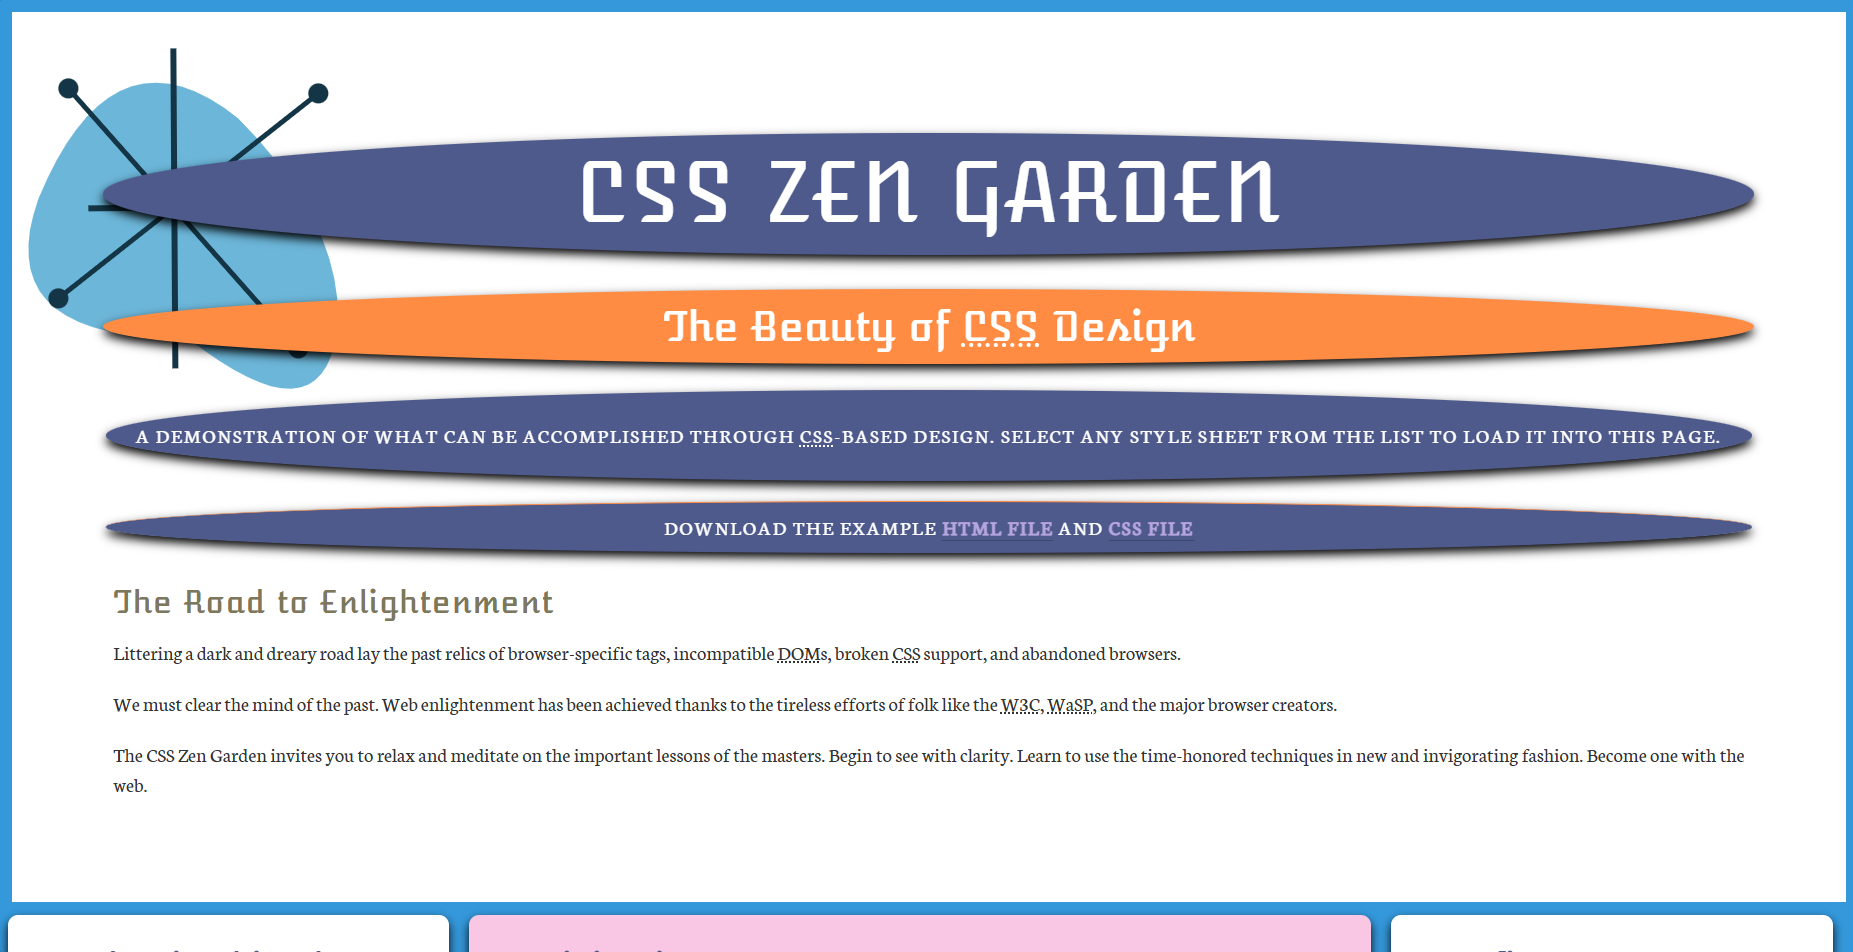 CSS ZEN GARDEN
The Beauty of CSS Design
A DEMONSTRATION OF WHAT CAN BE ACCOMPLISHED THROUGH CSS-BASED DESIGN. SELECT ANY STYLE SHEET FROM THE LIST TO LOAD IT INTO THIS PAGE.
DOWNLOAD THE EXAMPLE HTML FILE AND CSS FILE
The Road to Enlightenment
Littering a dark and dreary road lay the past relics of browser-specific tags, incompatible DOMs, broken CSS support, and abandoned browsers.
We must clear the mind of the past. Web enlightenment has been achieved thanks to the tireless efforts of folk like the W3C, WaSP, and the major browser creators.
The CSS Zen Garden invites you to relax and meditate on the important lessons of the masters. Begin to see with clarity. Learn to use the time-honored techniques in new and invigorating fashion. Become one with the
web.